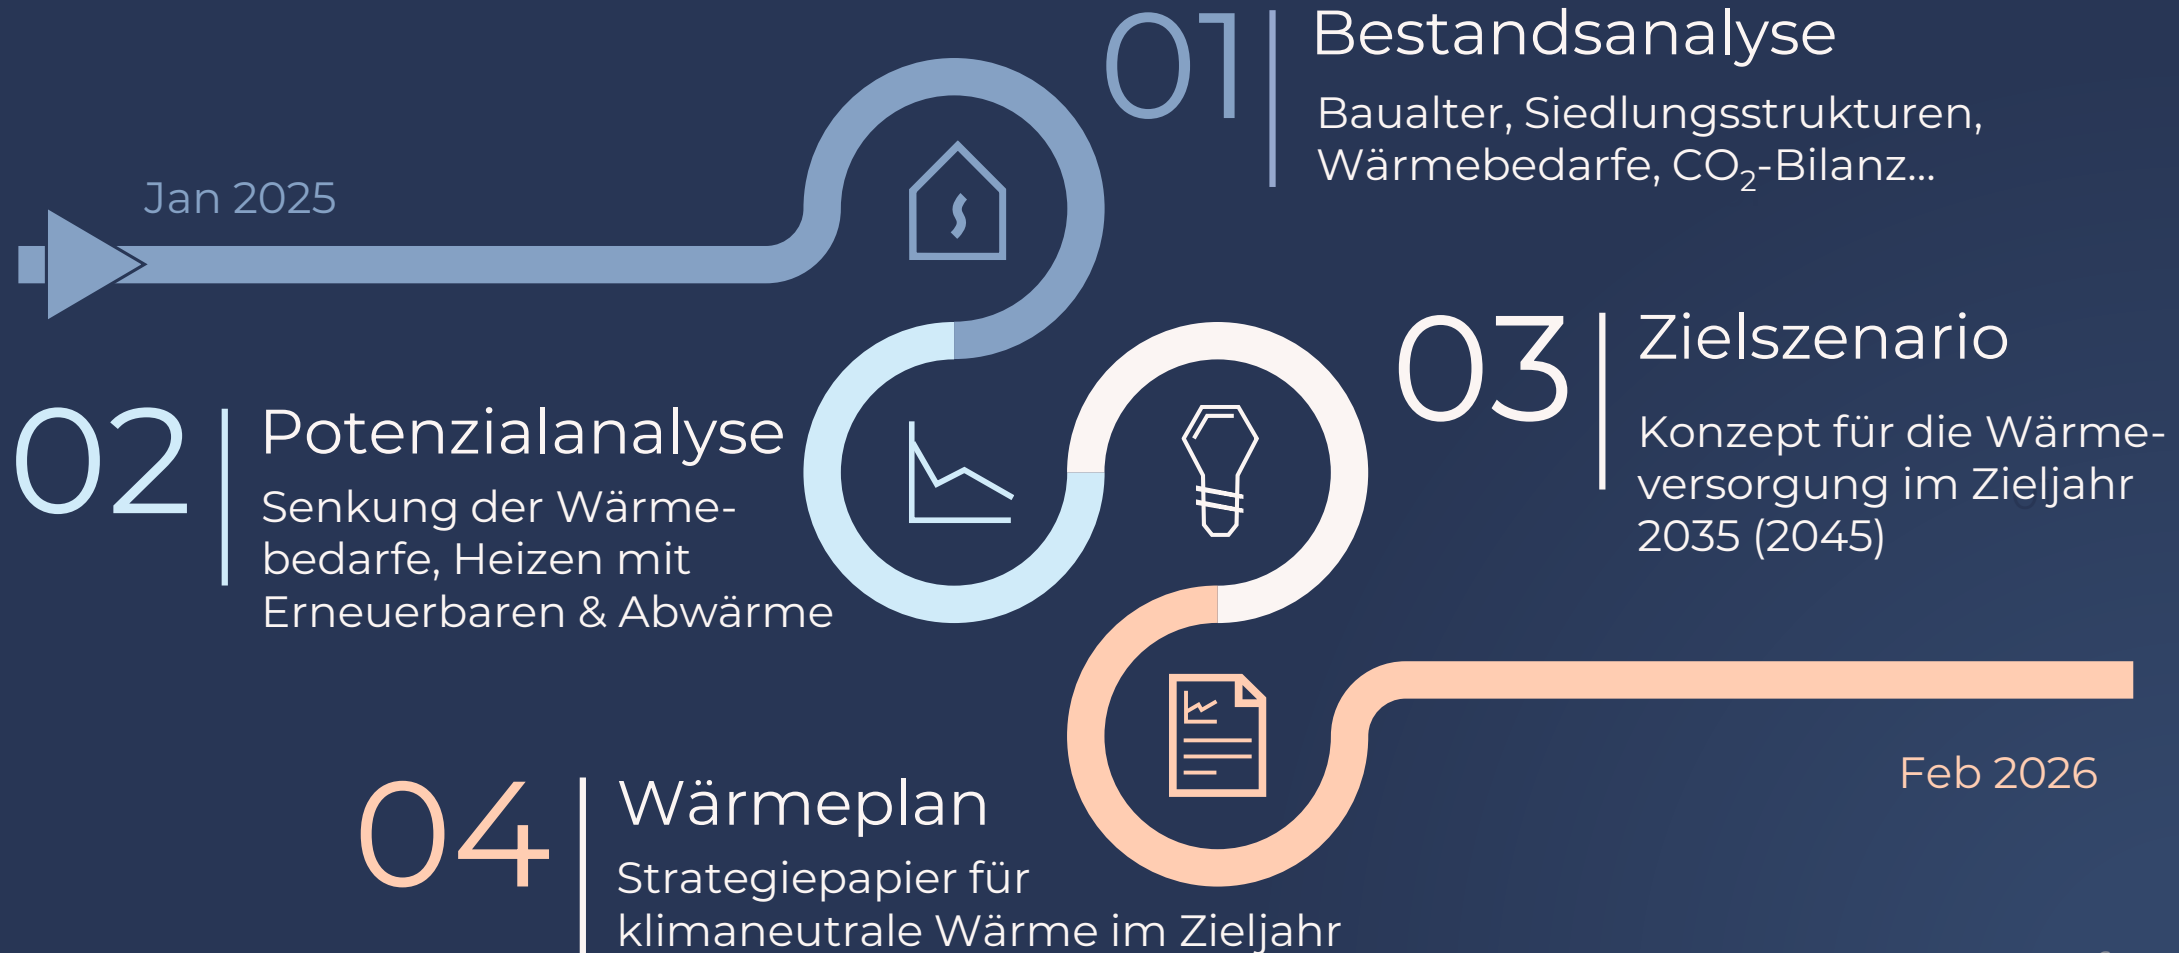 01
Bestandsanalyse
Baualter, Siedlungsstrukturen,
Wärmebedarfe, CO₂-Bilanz...
Jan 2025
02
Potenzialanalyse
Senkung der Wärme-
bedarfe, Heizen mit
Erneuerbaren & Abwärme
03
Zielszenario
Konzept für die Wärme-
versorgung im Zieljahr
2035 (2045)
04
Wärmeplan
Strategiepapier für
klimaneutrale Wärme im Zieljahr
Feb 2026